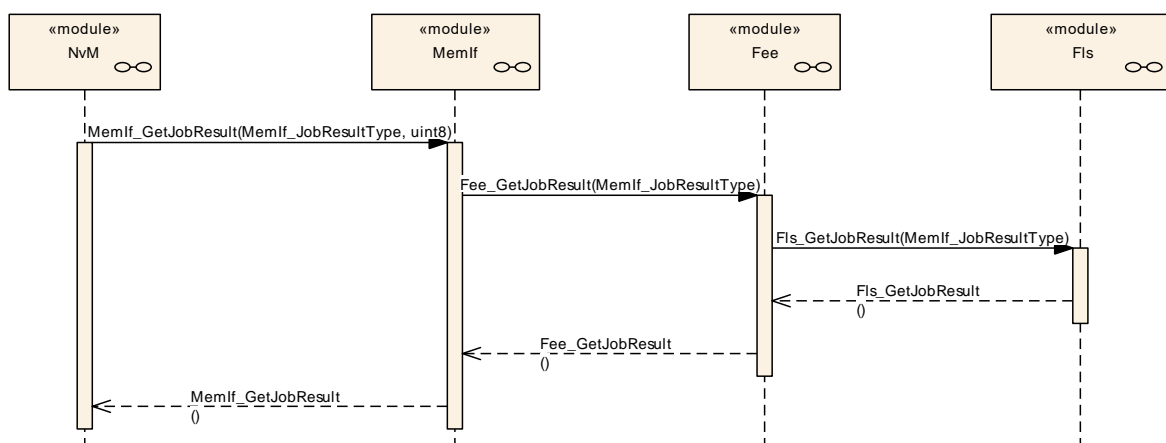 «module»
NvM
«module»
MemIf
«module»
Fee
«module»
Fls
MemIf_GetJobResult(MemIf_JobResultType, uint8)
Fee_GetJobResult(MemIf_JobResultType)
Fls_GetJobResult(MemIf_JobResultType)
Fls_GetJobResult
()
Fee_GetJobResult
()
MemIf_GetJobResult
()